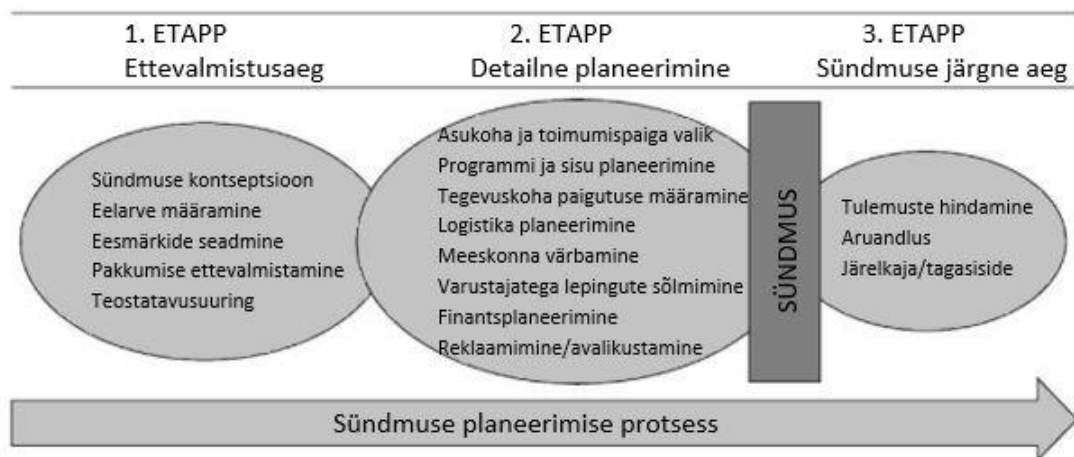 1. ETAPP
Ettevalmistusaeg
2. ETAPP
Detailne planeerimine
3. ETAPP
Sündmuse järgne aeg
Sündmuse kontseptsioon
Eelarve määramine
Eesmärkide seadmine
Pakkumise ettevalmistamine
Teostatavusuuring
Asukoha ja toimumispaiga valik
Programmi ja sisu planeerimine
Tegevuskoha paigutuse määramine
Logistika planeerimine
Meeskonna värbamine
Varustajatega lepingute sõlmimine
Finantsplaneerimine
Reklaamimine/avalikustamine
SÜNDMUS
Tulemuste hindamine
Aruandlus
Järelkaja/tagasiside
Sündmuse planeerimise protsess